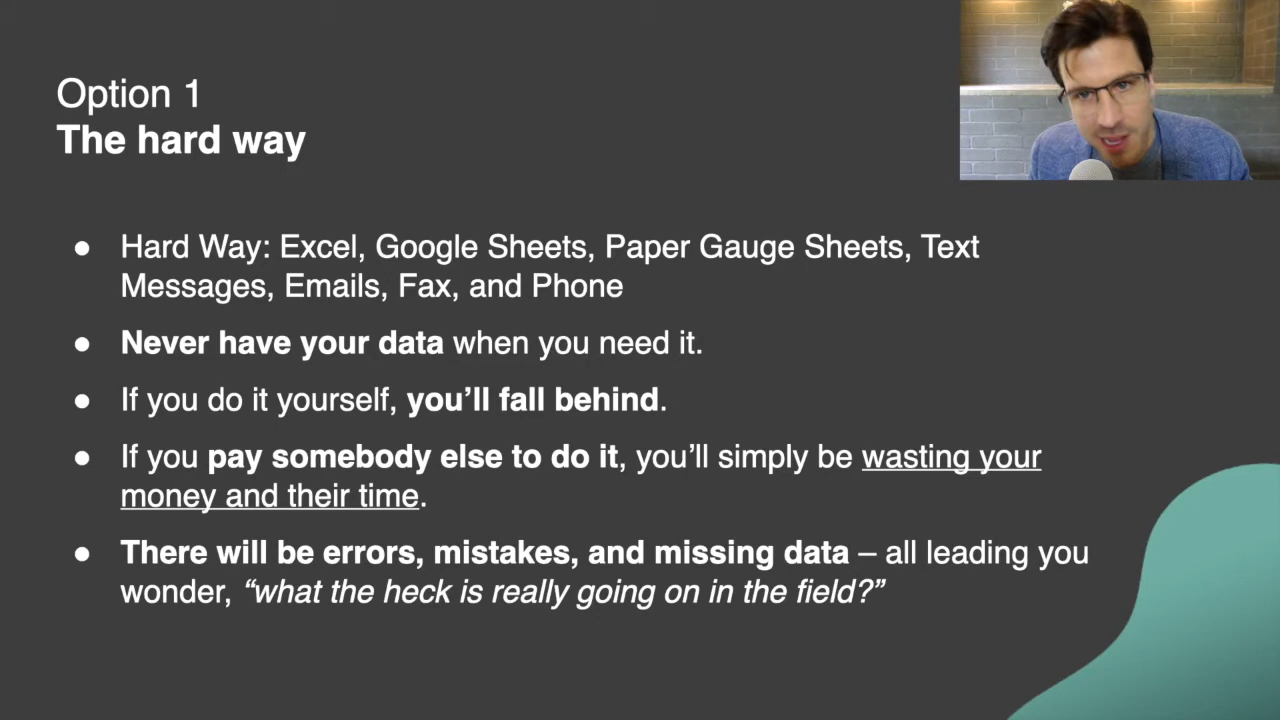 Option 1
The hard way
● Hard Way: Excel, Google Sheets, Paper Gauge Sheets, Text
Messages, Emails, Fax, and Phone
● Never have your data when you need it.
● If you do it yourself, you’ll fall behind.
● If you pay somebody else to do it, you’ll simply be wasting your
money and their time.
● There will be errors, mistakes, and missing data – all leading you
wonder, “what the heck is really going on in the field?”